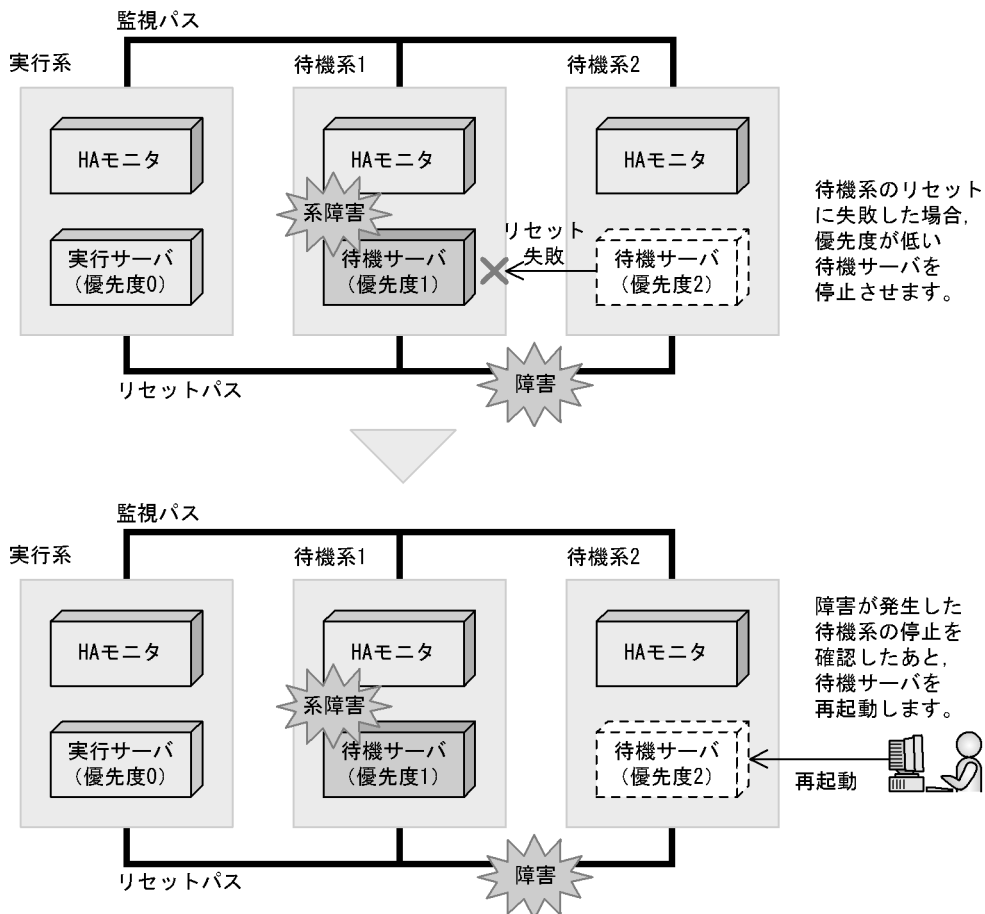 監視パス
実行系
待機系1
待機系2
HAモニタ
HAモニタ
HAモニタ
系障害
実行サーバ
(優先度0)
待機サーバ
(優先度1)
リセット
失敗
待機サーバ
(優先度2)
待機系のリセット
に失敗した場合,
優先度が低い
待機サーバを
停止させます。
リセットパス
障害
監視パス
実行系
待機系1
待機系2
HAモニタ
HAモニタ
HAモニタ
系障害
実行サーバ
(優先度0)
待機サーバ
(優先度1)
待機サーバ
(優先度2)
障害が発生した
待機系の停止を
確認したあと,
待機サーバを
再起動します。
再起動
リセットパス
障害